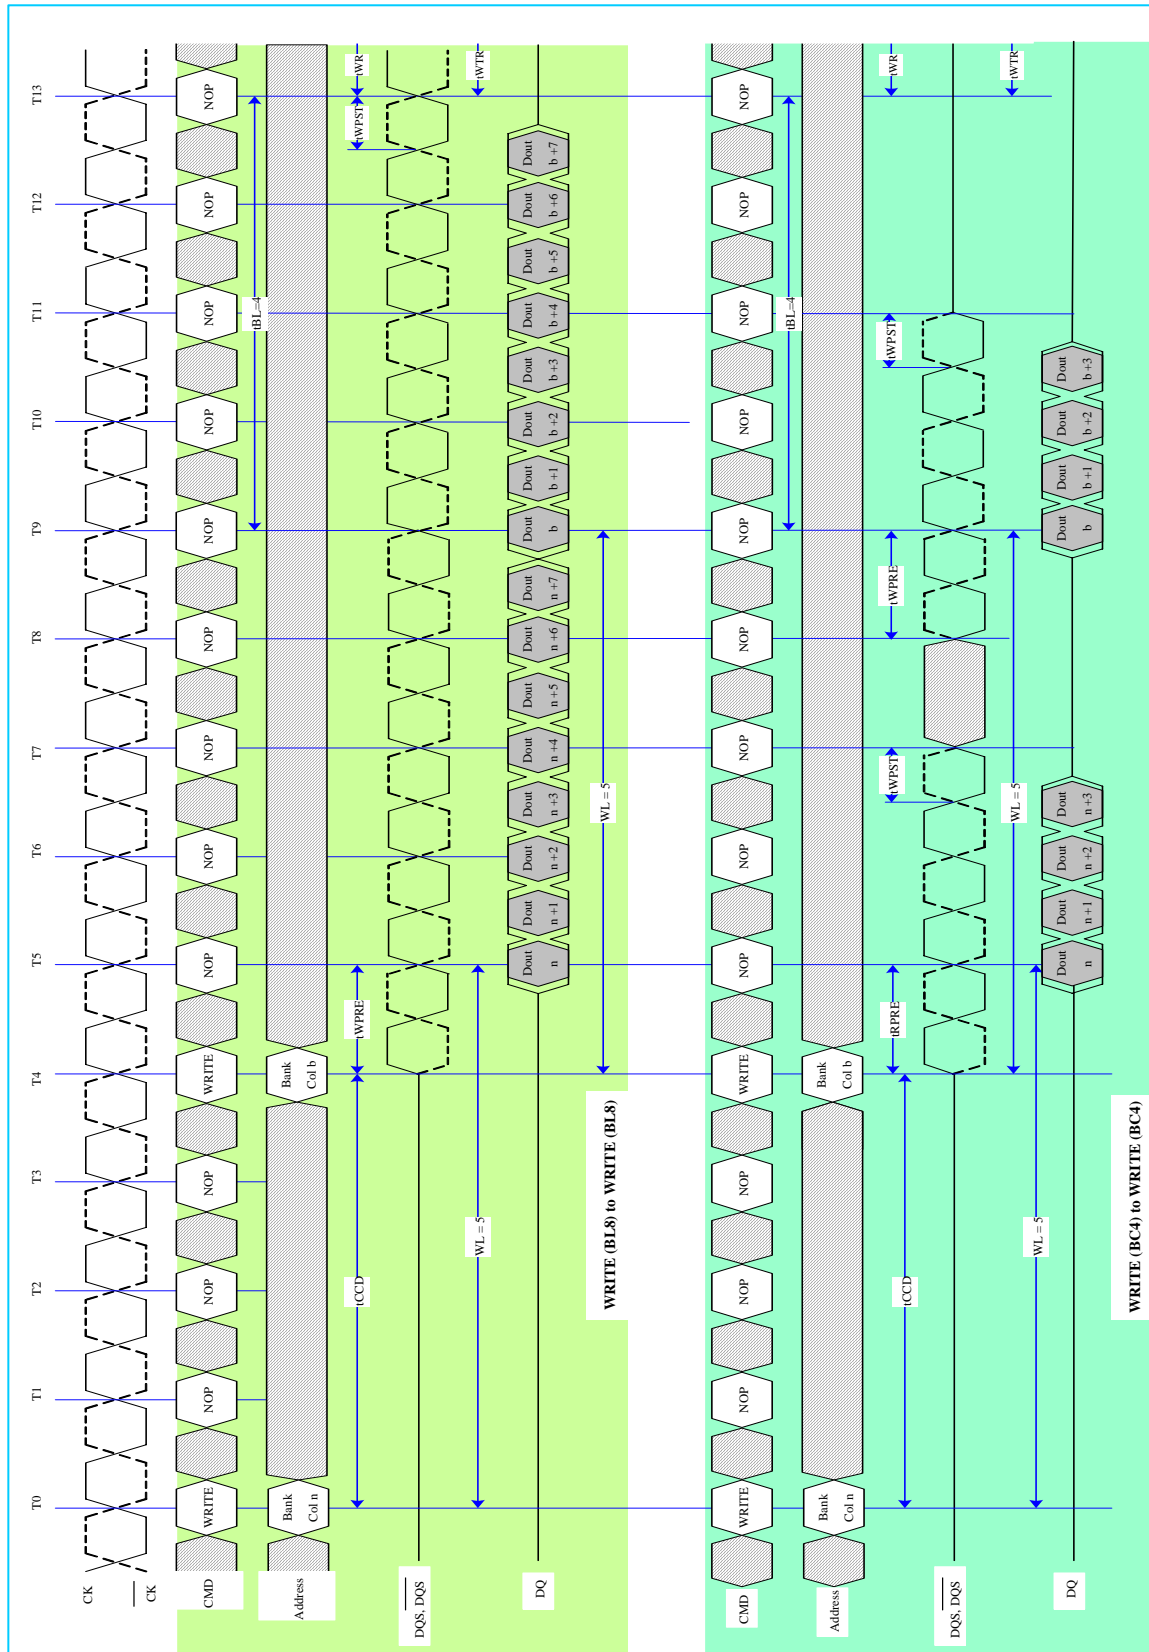 T0 T1 T2 T3 T4 T5 T6 T7 T8 T9 T10 T11 T12 T13
CK
CK
CMD WRITE NOP NOP NOP WRITE NOP NOP NOP NOP NOP NOP NOP NOP NOP
tBL=4
Bank Bank
Address Col n Col b
tCCD tWPRE tWPST tWR
DQS, DQS
WL = 5 tWTR
Dout Dout Dout Dout Dout Dout Dout Dout Dout Dout Dout Dout Dout Dout Dout Dout
DQ n n +1 n +2 n +3 n +4 n +5 n +6 n +7 b b +1 b +2 b +3 b +4 b +5 b +6 b +7
WL = 5
WRITE (BL8) to WRITE (BL8)
CMD WRITE NOP NOP NOP WRITE NOP NOP NOP NOP NOP NOP NOP NOP NOP
tBL=4
Bank Bank
Address Col n Col b
tCCD tRPRE tWPST tWPRE tWPST tWR
DQS, DQS
WL = 5 tWTR
WL = 5
Dout Dout Dout Dout Dout Dout Dout Dout
DQ n n +1 n +2 n +3 b b +1 b +2 b +3
WRITE (BC4) to WRITE (BC4)